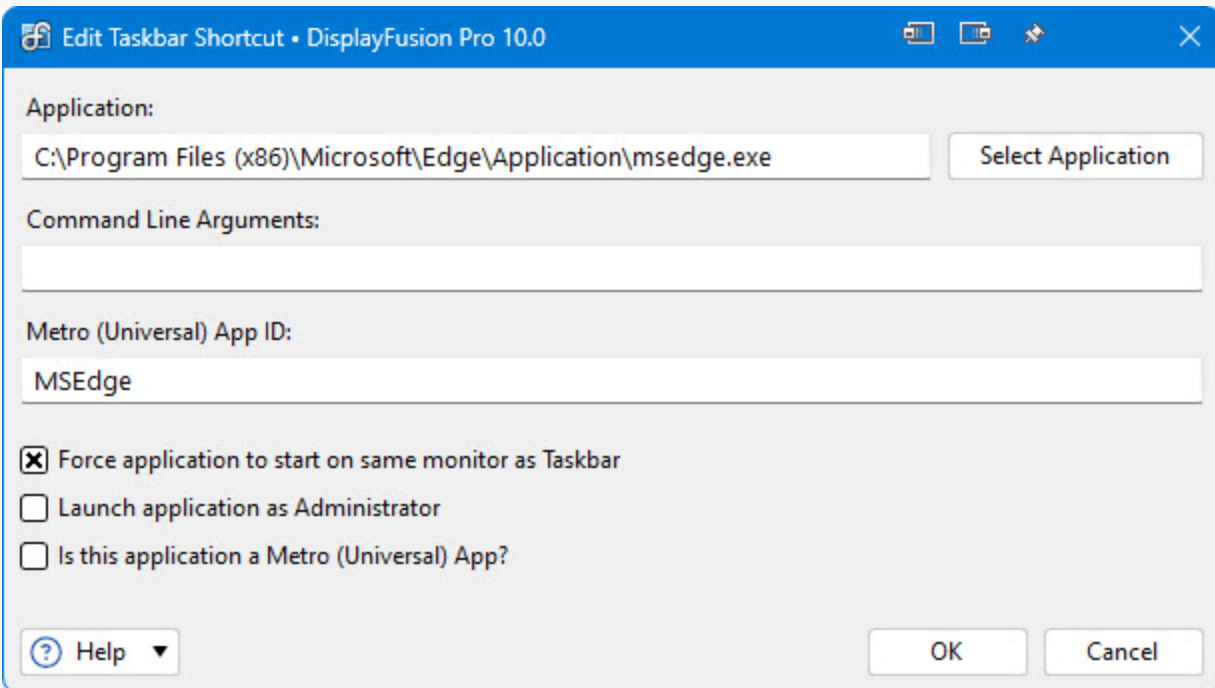 Edit Taskbar Shortcut • DisplayFusion Pro 10.0
Application:
C:\Program Files (x86)\Microsoft\Edge\Application\msedge.exe
Select Application
Command Line Arguments:
Metro (Universal) App ID:
MSEdge
Force application to start on same monitor as Taskbar
Launch application as Administrator
Is this application a Metro (Universal) App?
? Help
OK
Cancel